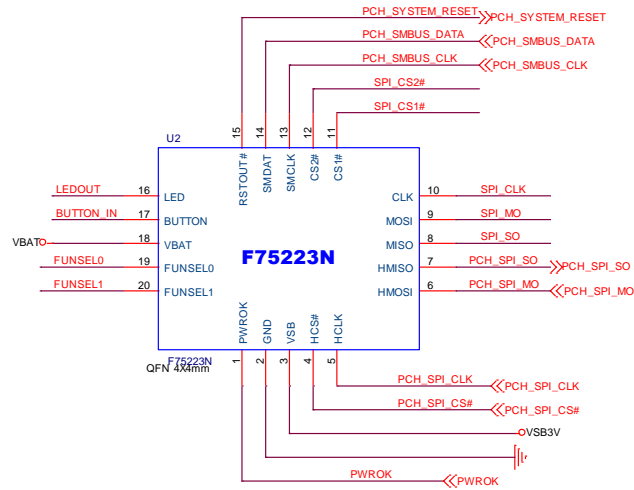 PCH_SYSTEM_RESET PCH_SYSTEM_RESET
PCH_SMBUS_DATA PCH_SMBUS_DATA
PCH_SMBUS_CLK PCH_SMBUS_CLK
SPI_CS2#
SPI_CS1#
15 14 13 12 11
U2
RSTOUT# SMDAT SMCLK CS2# CS1#
LEDOUT 16 LED CLK 10 SPI_CLK
BUTTON_IN 17 BUTTON MOSI 9 SPI_MO
VBAT 18 VBAT MISO 8 SPI_SO
F75223N
FUNSEL0 19 FUNSEL0 HMISO 7 PCH_SPI_SO PCH_SPI_SO
FUNSEL1 20 FUNSEL1 HMOSI 6 PCH_SPI_MO PCH_SPI_MO
PWROK GND VSB HCS# HCLK
F75223N
QFN 4X4mm
1 2 3 4 5
PCH_SPI_CLK PCH_SPI_CLK
PCH_SPI_CS# PCH_SPI_CS#
VSB3V
PWROK PWROK